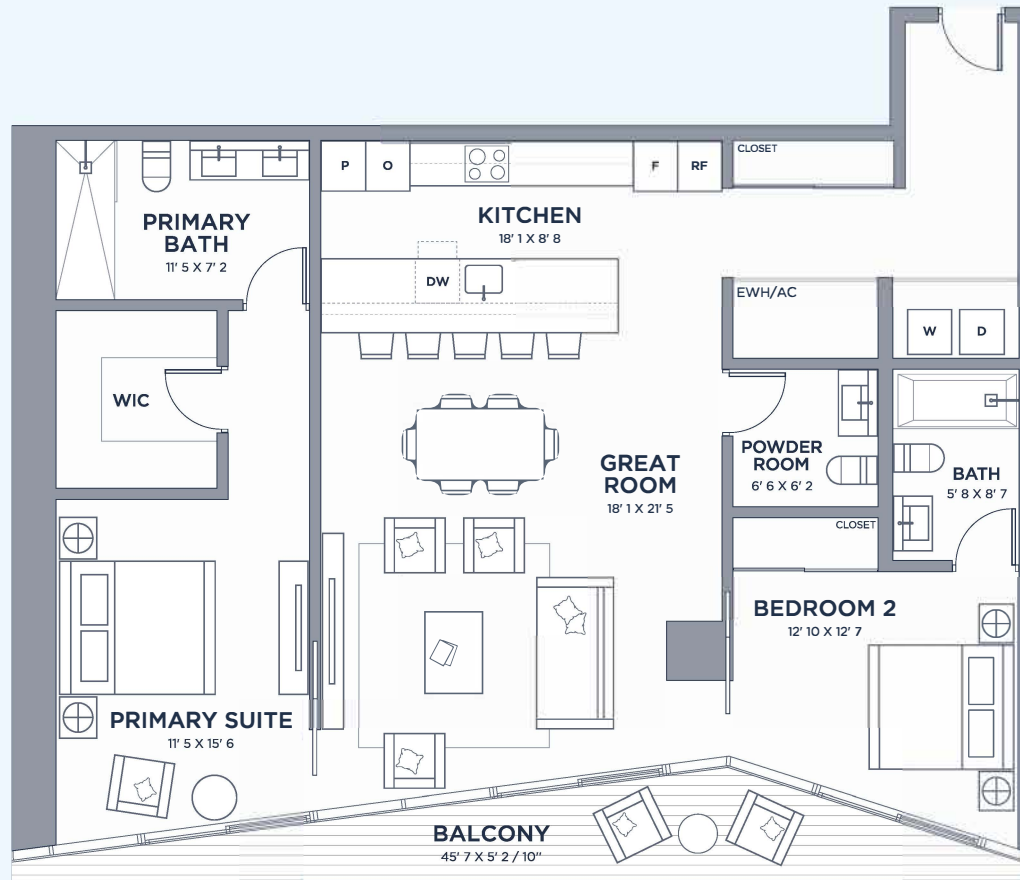 CLOSET
P
O
F
RF
PRIMARY
BATH
11' 5 X 7' 2
KITCHEN
18' 1 X 8' 8
DW
EWH/AC
W
D
WIC
GREAT
ROOM
18' 1 X 21' 5
POWDER
ROOM
6' 6 X 6' 2
BATH
5' 8 X 8' 7
CLOSET
BEDROOM 2
12' 10 X 12' 7
PRIMARY SUITE
11' 5 X 15' 6
BALCONY
45' 7 X 5' 2 / 10"